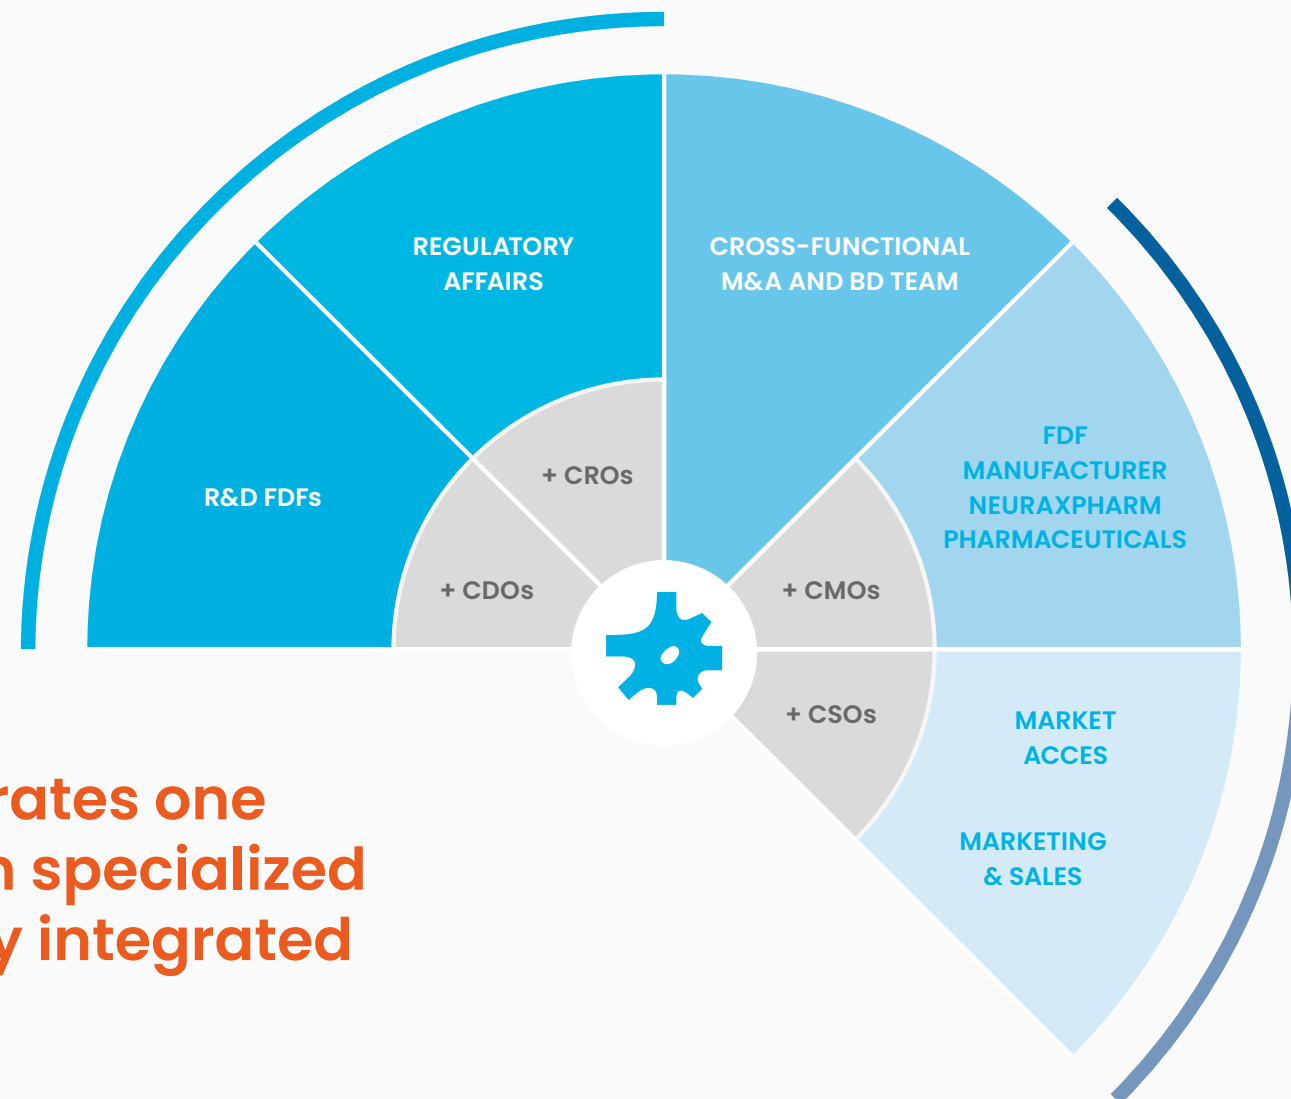 REGULATORY
AFFAIRS
CROSS-FUNCTIONAL
M&A AND BD TEAM
R&D FDFs
+ CROs
+ CDOs
FDF
MANUFACTURER
NEURAXPHARM
PHARMACEUTICALS
+ CMOs
+ CSOs
MARKET
ACCES
MARKETING
& SALES
rates one
specialized
y integrated